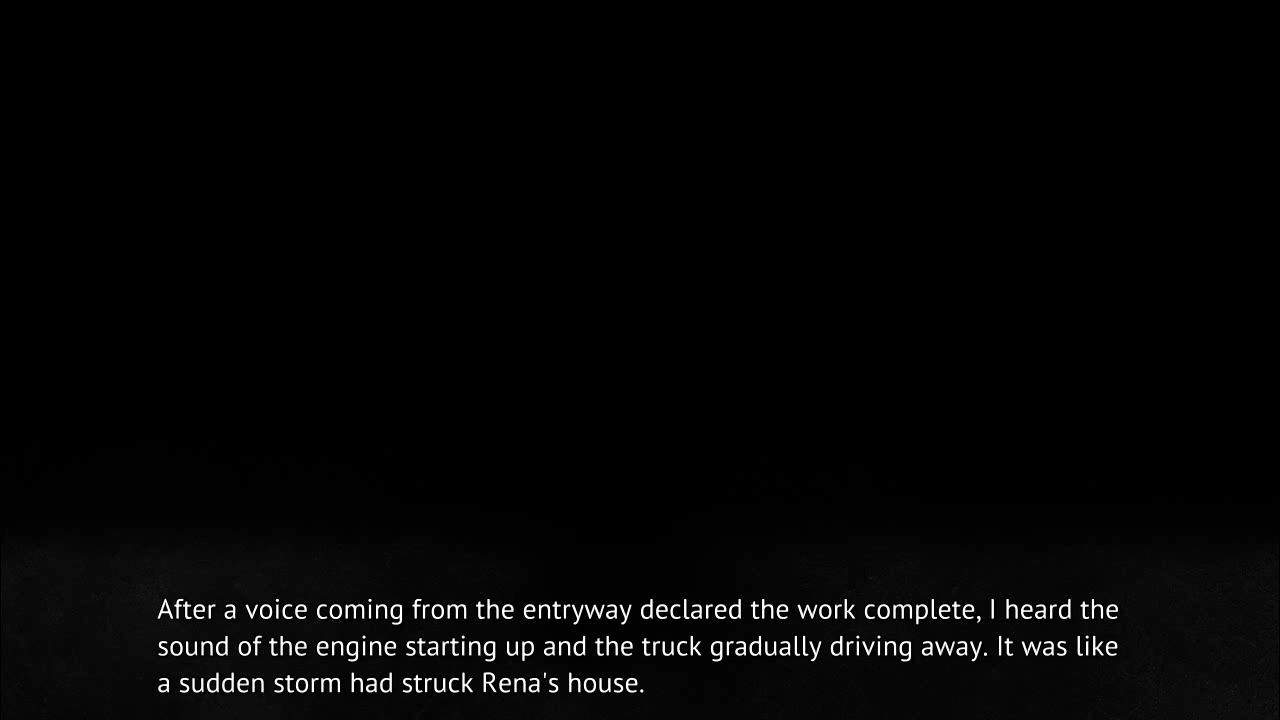 After a voice coming from the entryway declared the work complete, I heard the
sound of the engine starting up and the truck gradually driving away. It was like
a sudden storm had struck Rena's house.